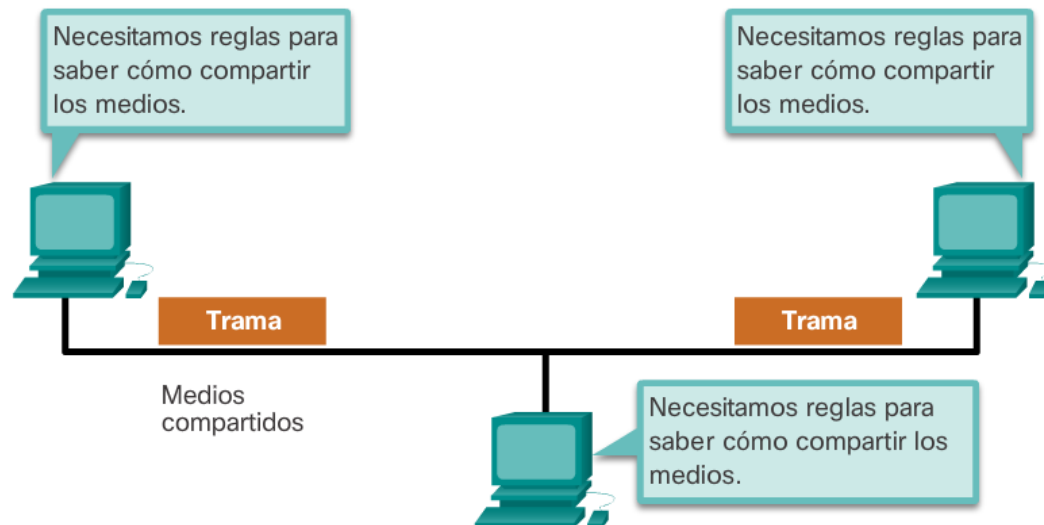 Necesitamos reglas para
saber cómo compartir
los medios.
Necesitamos reglas para
saber cómo compartir
los medios.
Trama
Trama
Medios
compartidos
Necesitamos reglas para
saber cómo compartir los
medios.